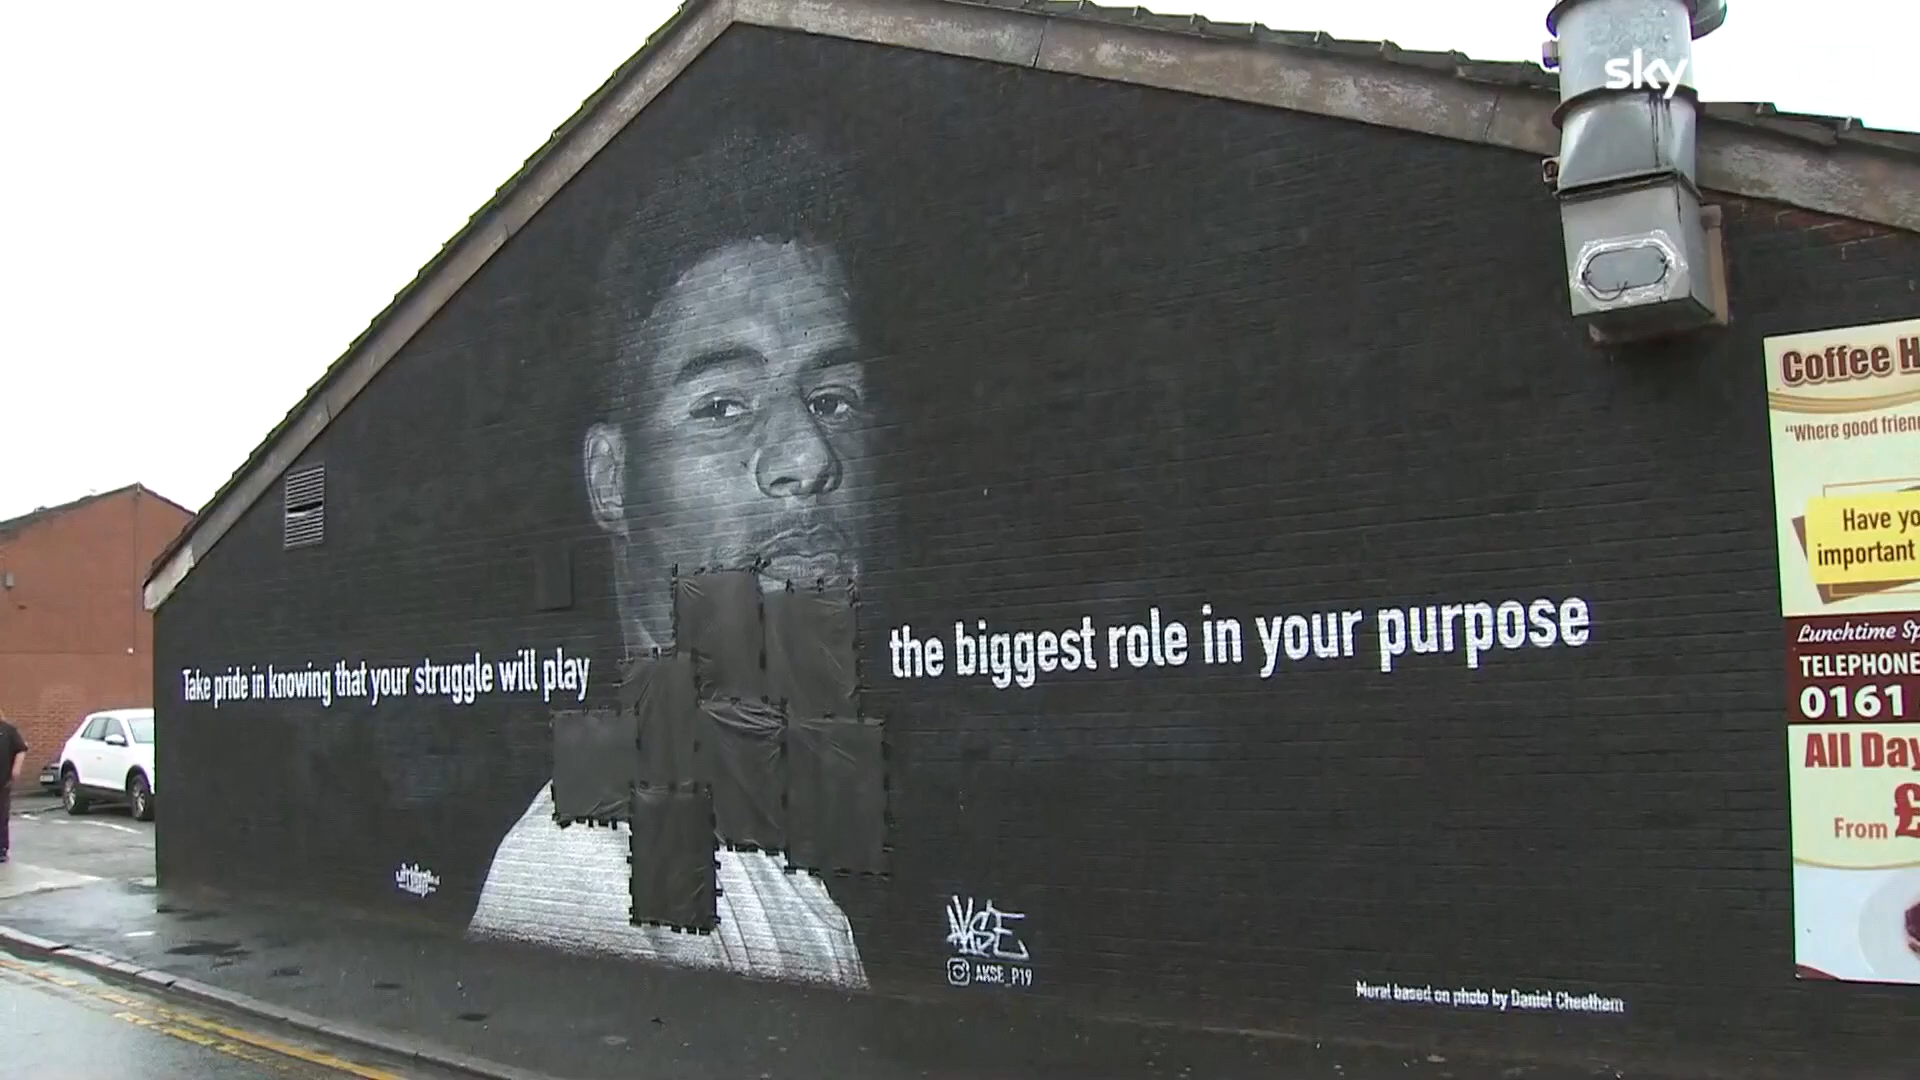 sky
Take pride in knowing that your struggle will play
the biggest role in your purpose
AKSE
AKSE_P19
Mural based on photo by Daniel Cheetham
Coffee H
“Where good frien
Have yo
important
Lunchtime Sp
TELEPHONE
0161
All Day
From £